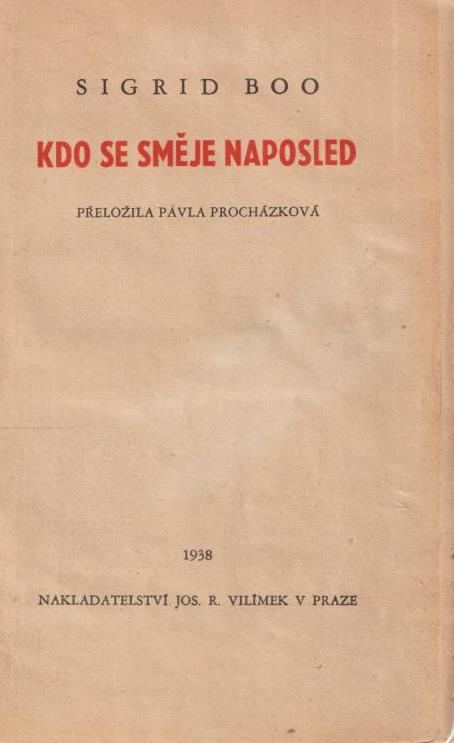 SIGRID BOO
KDO SE SMĚJE NAPOSLED
PŘELOŽILA PAVLA PROCHÁZKOVÁ
1938
NAKLADATELSTVÍ JOS. R. VILÍMEK V PRAZE